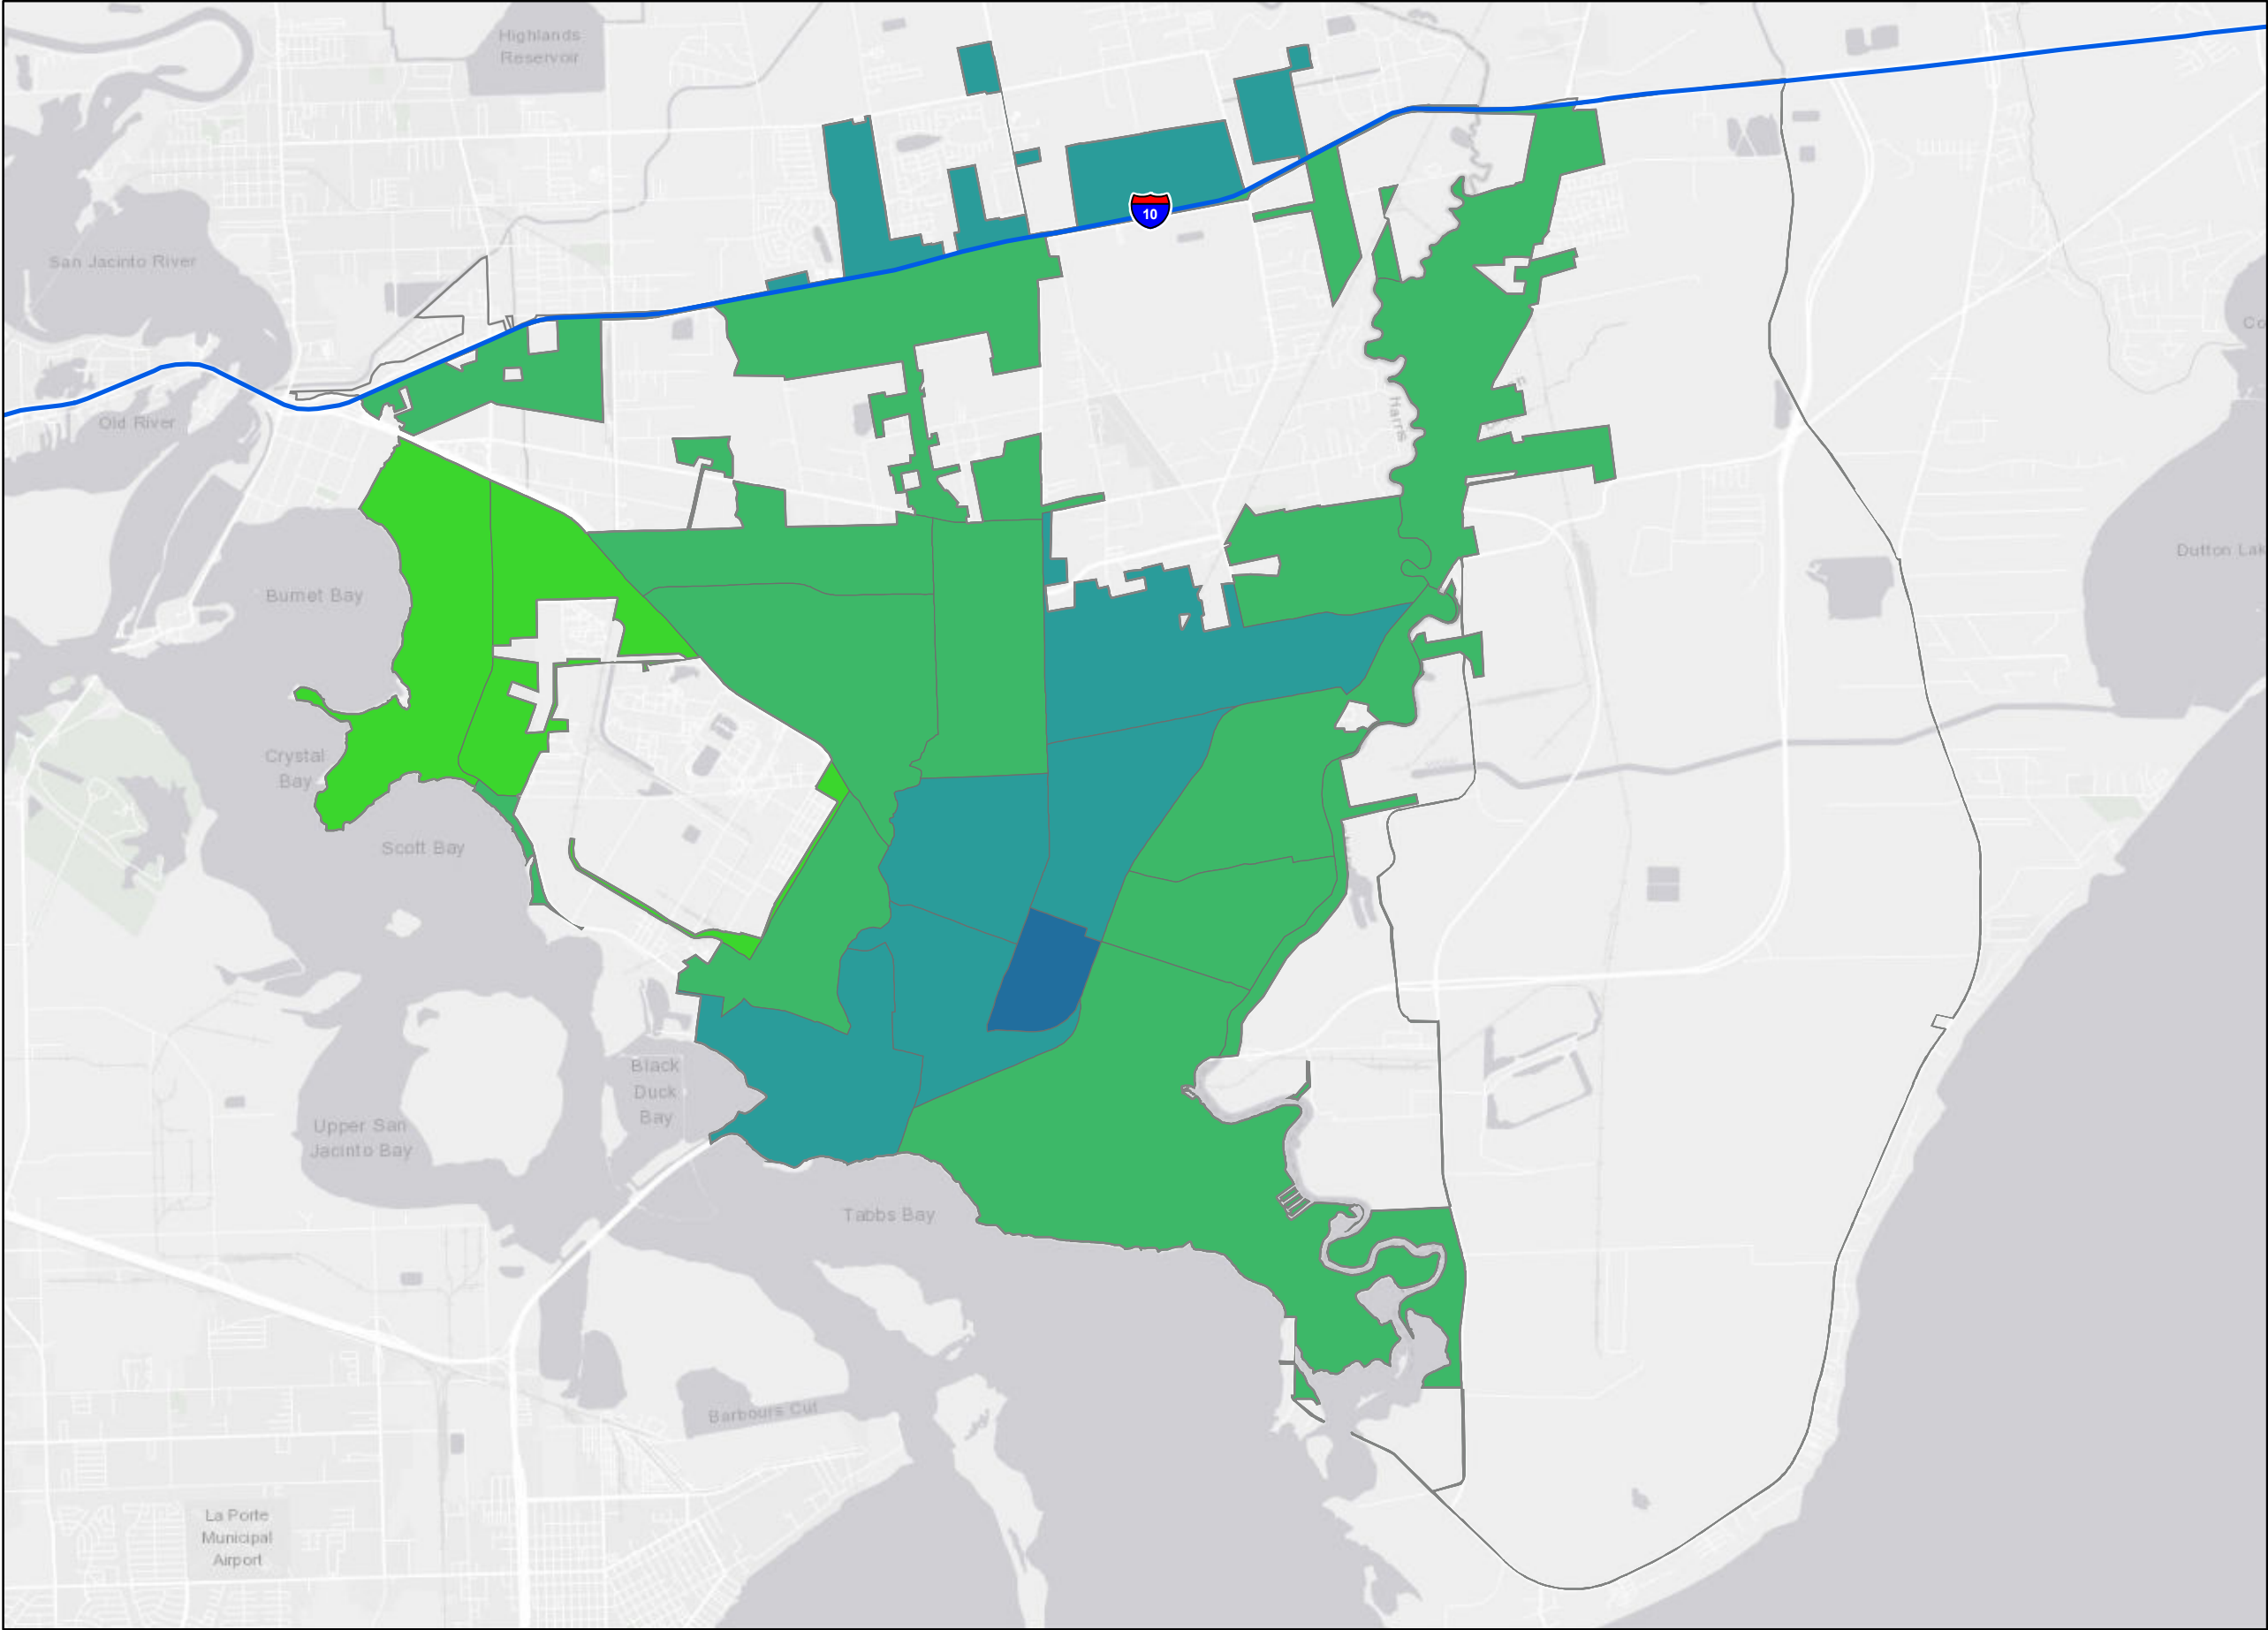 Highlands
Reservoir
10
San Jacinto River
Old River
Harris
Dutton Lak
Burnet Bay
Crystal
Bay
Scott Bay
Black
Duck
Bay
Upper San
Jacinto Bay
Tabbs Bay
Barbours Cut
La Porte
Municipal
Airport